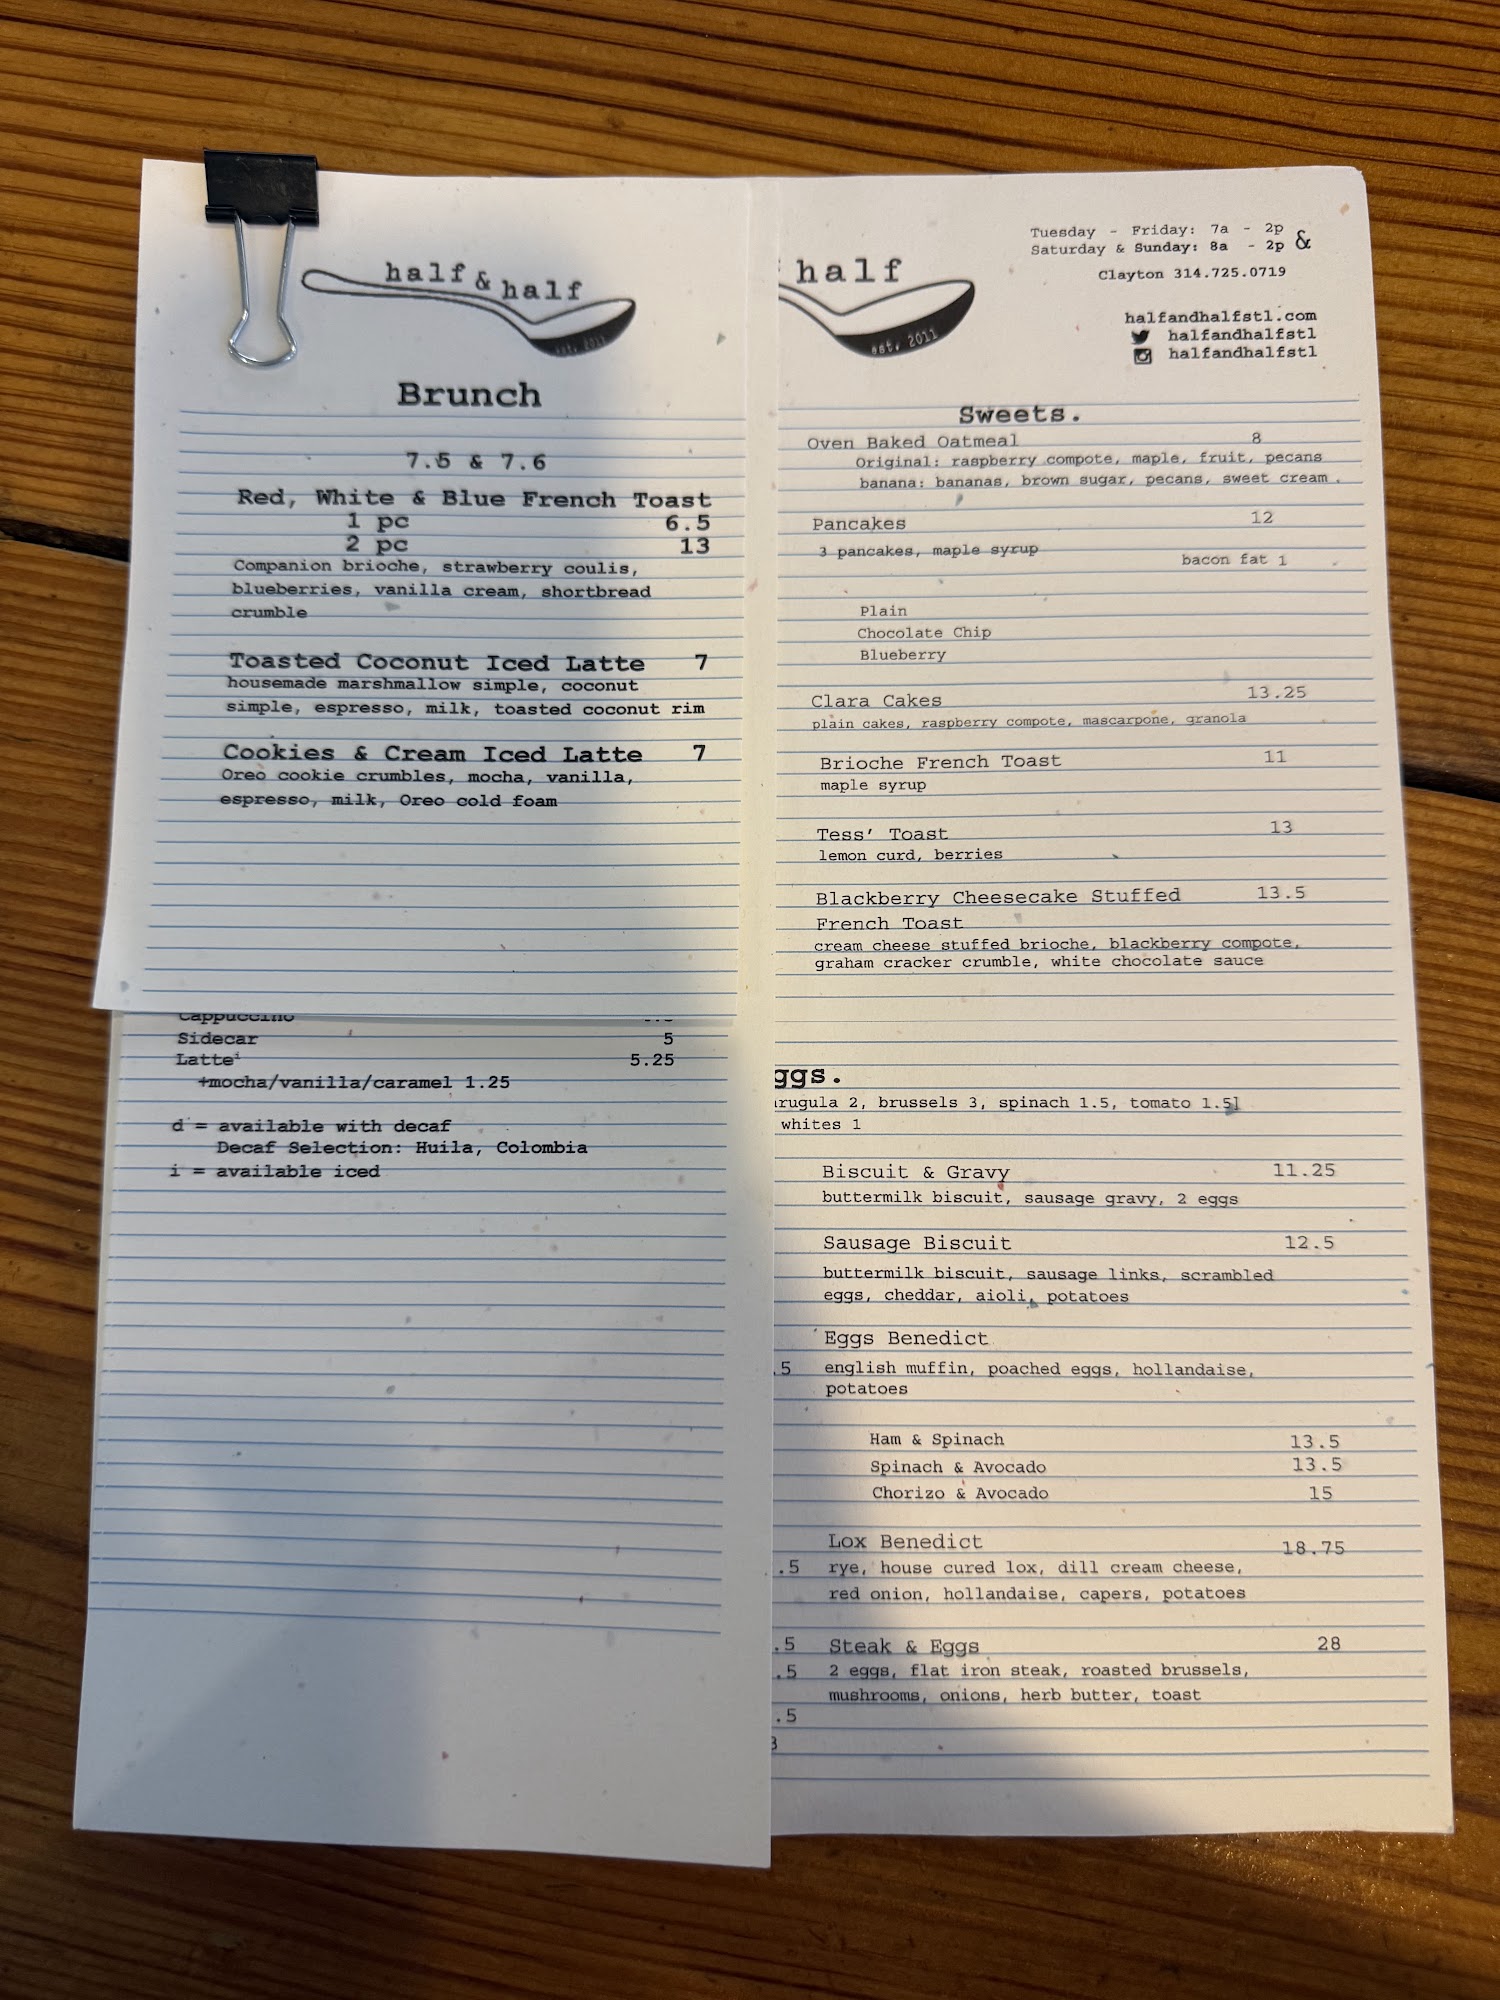 half & half
est. 2011
Brunch
7.5 & 7.6
Red, White & Blue French Toast
1 pc 6.5
2 pc 13
Companion brioche, strawberry coulis,
blueberries, vanilla cream, shortbread
crumble
Toasted Coconut Iced Latte 7
housemade marshmallow simple, coconut
simple, espresso, milk, toasted coconut rim
Cookies & Cream Iced Latte 7
Oreo cookie crumbles, mocha, vanilla,
espresso, milk, Oreo cold foam
Cappuccino
Sidecar 5
Latteⁱ 5.25
+mocha/vanilla/caramel 1.25
d = available with decaf
Decaf Selection: Huila, Colombia
i = available iced
half
est. 2011
Tuesday - Friday: 7a - 2p
Saturday & Sunday: 8a - 2p &
Clayton 314.725.0719
halfandhalfstl.com
halfandhalfstl
halfandhalfstl
Sweets.
Oven Baked Oatmeal 8
Original: raspberry compote, maple, fruit, pecans
banana: bananas, brown sugar, pecans, sweet cream .
Pancakes 12
3 pancakes, maple syrup
bacon fat 1
Plain
Chocolate Chip
Blueberry
Clara Cakes 13.25
plain cakes, raspberry compote, mascarpone, granola
Brioche French Toast 11
maple syrup
Tess' Toast 13
lemon curd, berries
Blackberry Cheesecake Stuffed 13.5
French Toast
cream cheese stuffed brioche, blackberry compote,
graham cracker crumble, white chocolate sauce
ggs.
rugula 2, brussels 3, spinach 1.5, tomato 1.5]
whites 1
Biscuit & Gravy 11.25
buttermilk biscuit, sausage gravy, 2 eggs
Sausage Biscuit 12.5
buttermilk biscuit, sausage links, scrambled
eggs, cheddar, aioli, potatoes
Eggs Benedict
.5 english muffin, poached eggs, hollandaise,
potatoes
Ham & Spinach 13.5
Spinach & Avocado 13.5
Chorizo & Avocado 15
Lox Benedict 18.75
.5 rye, house cured lox, dill cream cheese,
red onion, hollandaise, capers, potatoes
.5 Steak & Eggs 28
.5 2 eggs, flat iron steak, roasted brussels,
mushrooms, onions, herb butter, toast
.5